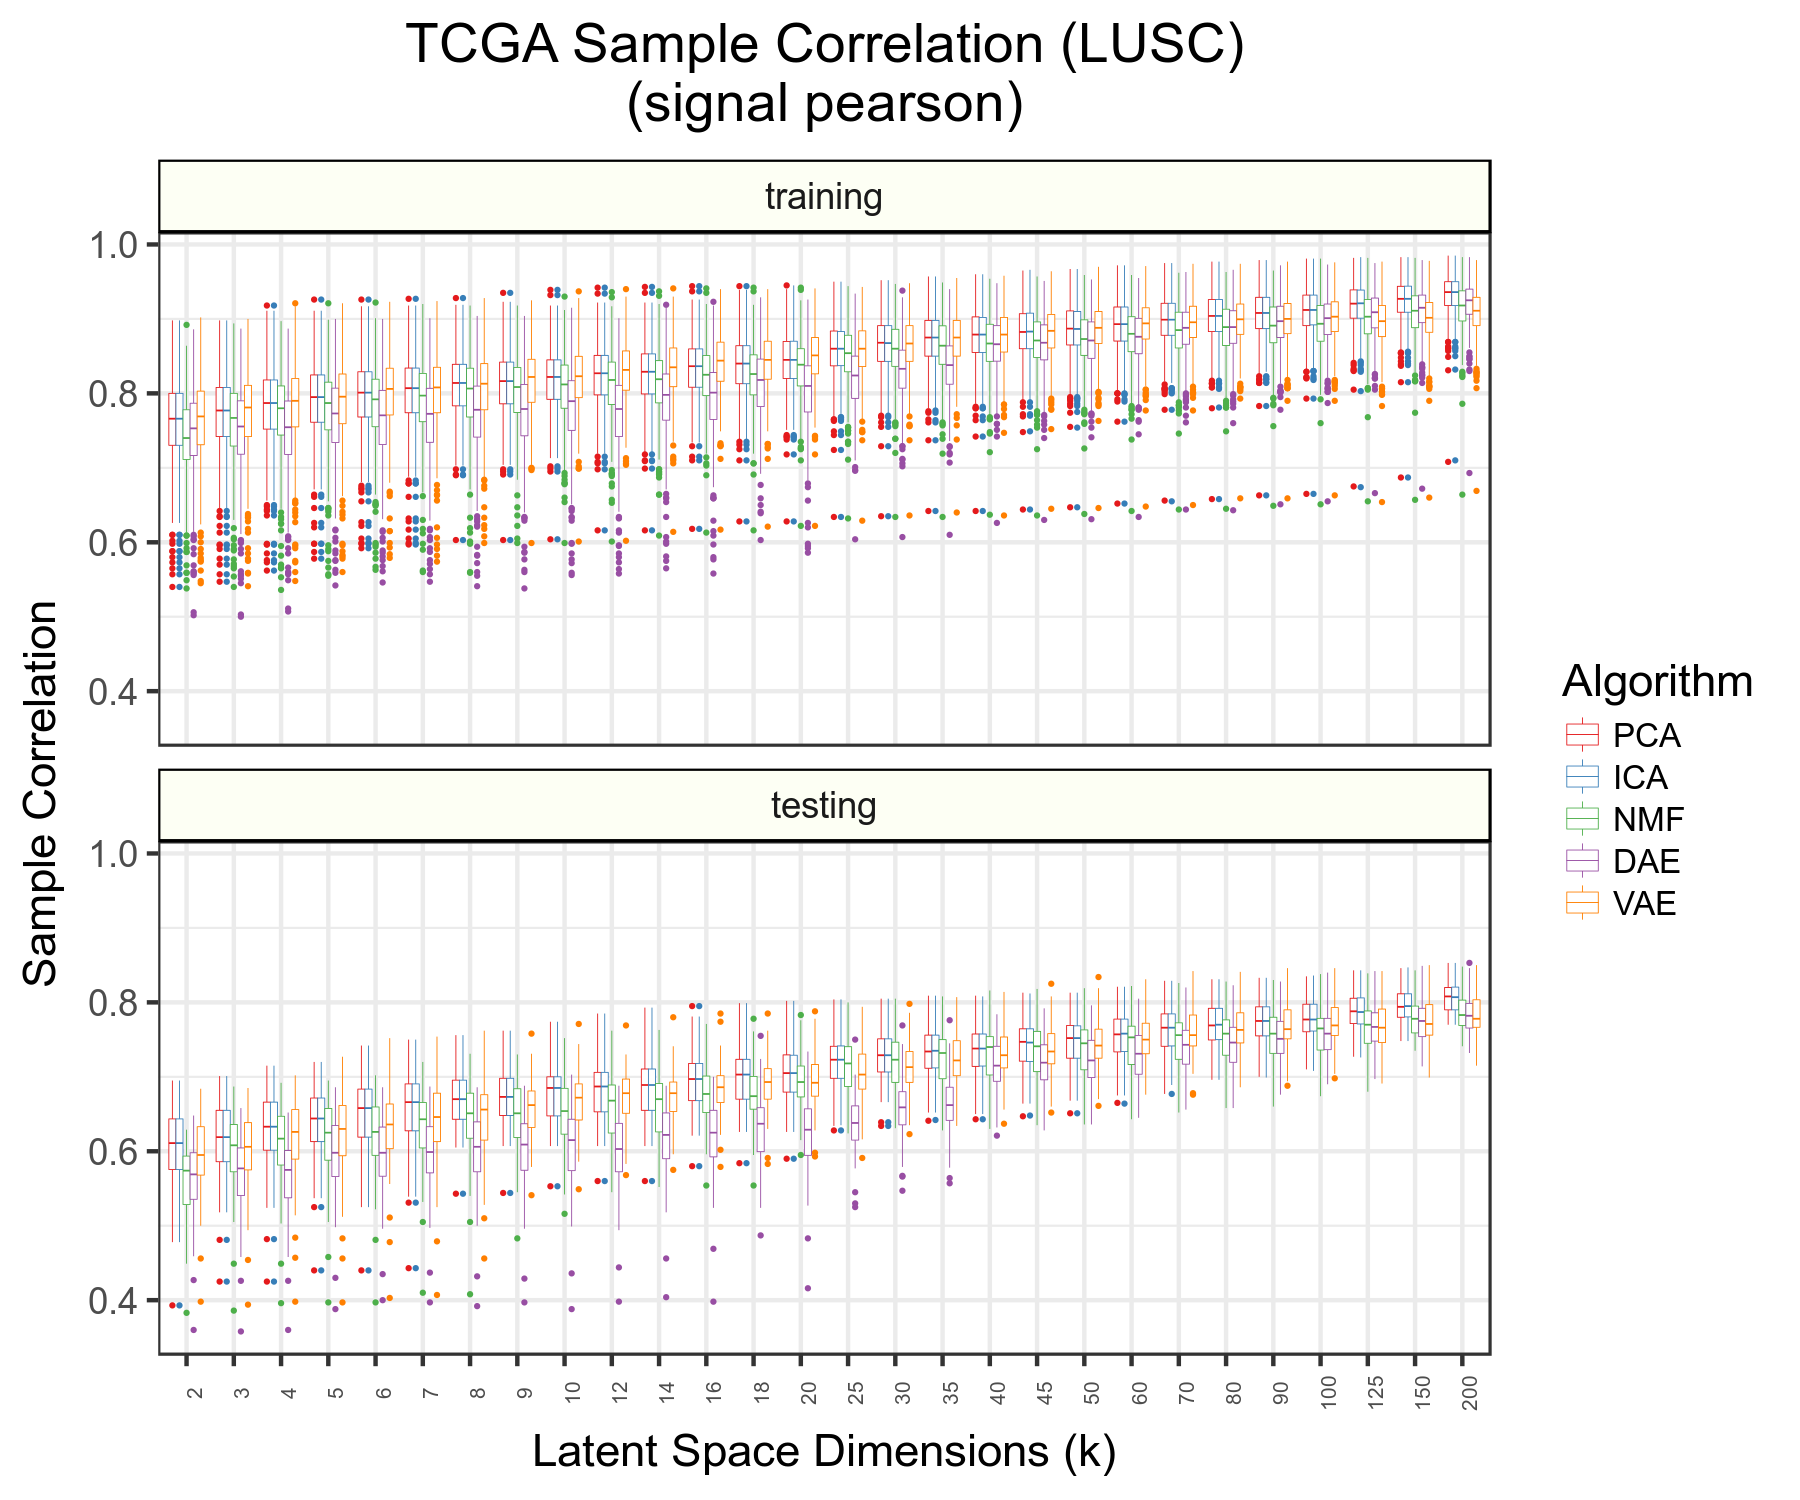 TCGA Sample Correlation (LUSC)
(signal pearson)
training
1.0
0.8
0.6
0.4
testing
1.0
0.8
0.6
0.4
Sample Correlation
2 3 4 5 6 7 8 9 10 12 14 16 18 20 25 30 35 40 45 50 60 70 80 90 100 125 150 200
Latent Space Dimensions (k)
Algorithm
PCA
ICA
NMF
DAE
VAE